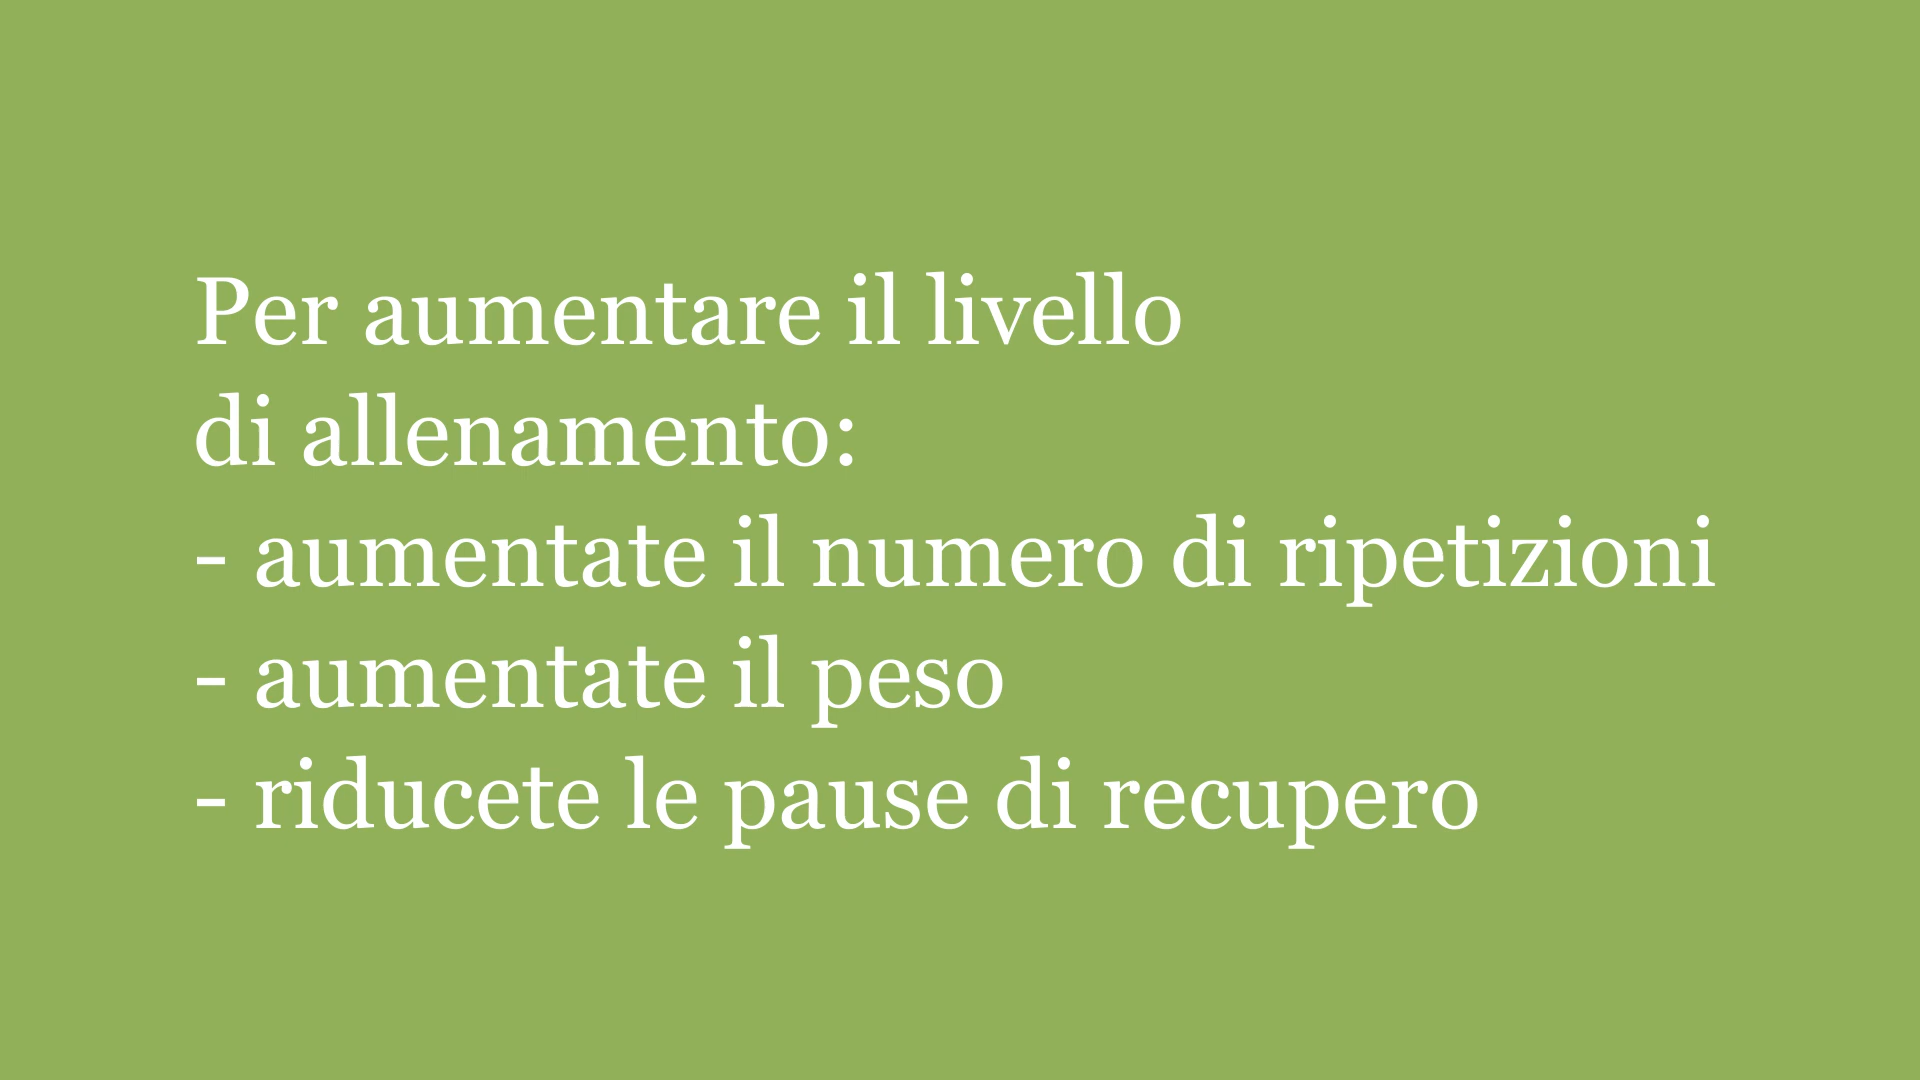 Per aumentare il livello
di allenamento:
- aumentate il numero di ripetizioni
- aumentate il peso
- riducete le pause di recupero